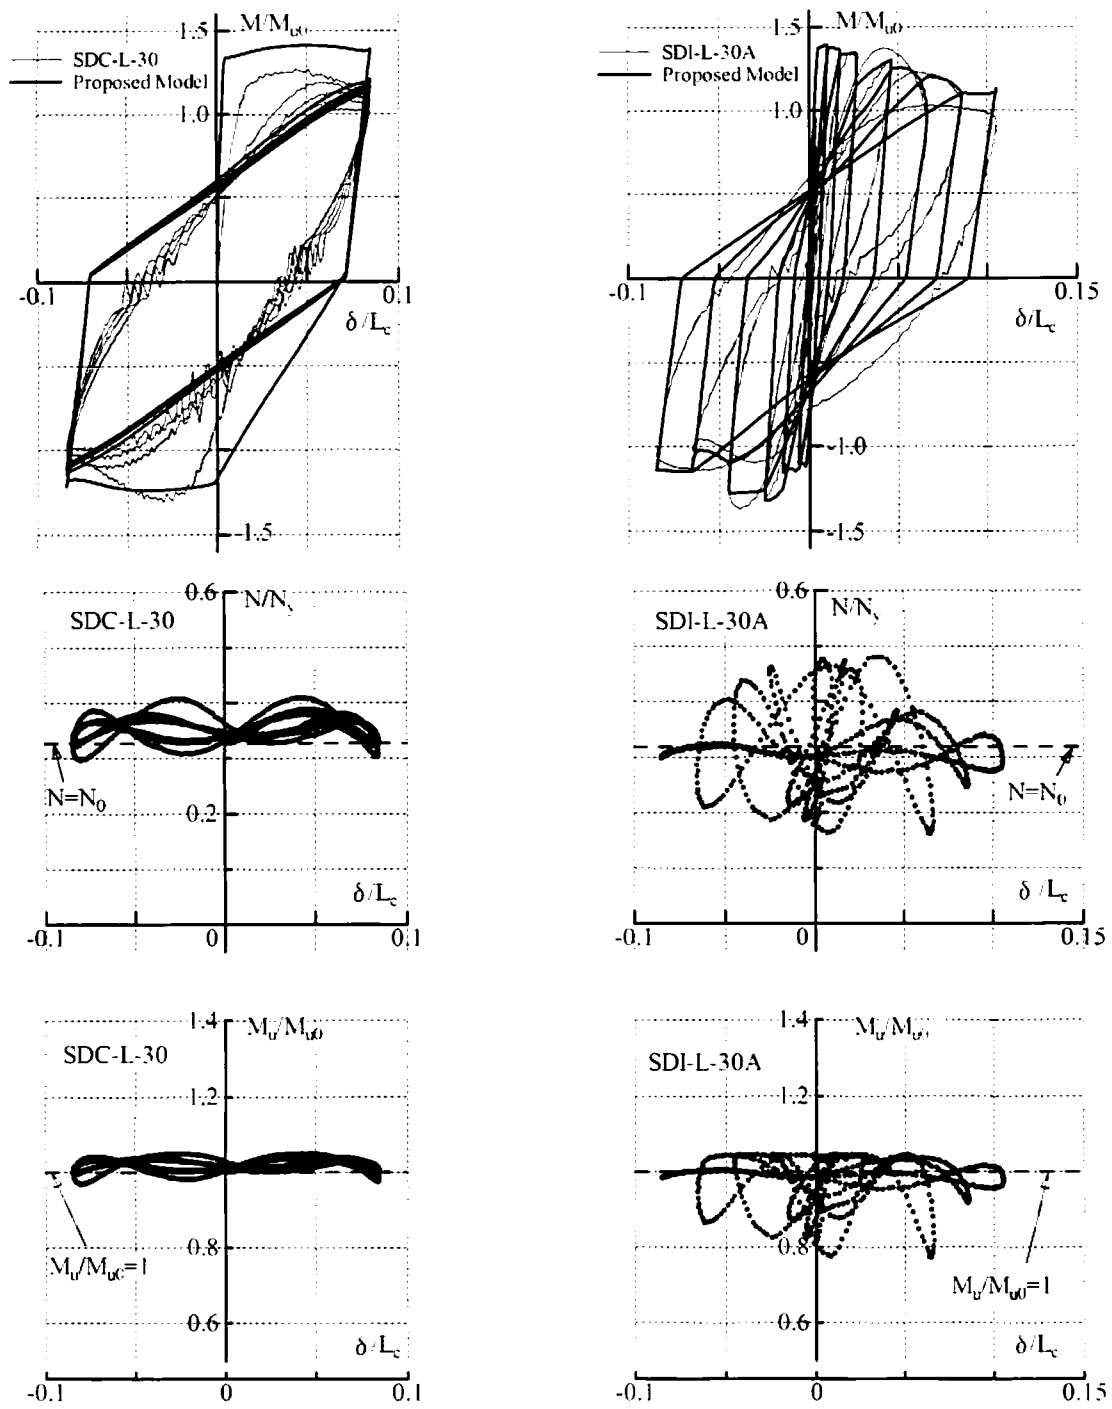 1.5
M/Mu0
SDC-L-30
Proposed Model
1.0
-0.1
0.1
δ/Lc
-1.5
1.5
M/Mu0
SDI-L-30A
Proposed Model
1.0
-0.1
0.15
δ/Lc
-1.0
-1.5
0.6
N/Ny
SDC-L-30
N=N0
0.2
δ/Lc
-0.1
0
0.1
0.6
N/Ny
SDI-L-30A
N=N0
δ/Lc
-0.1
0
0.15
1.4
Mu/Mu0
SDC-L-30
1.2
0.8
Mu/Mu0=1
0.6
δ/Lc
-0.1
0
0.1
1.4
Mu/Mu0
SDI-L-30A
1.2
0.8
Mu/Mu0=1
0.6
δ/Lc
-0.1
0
0.15